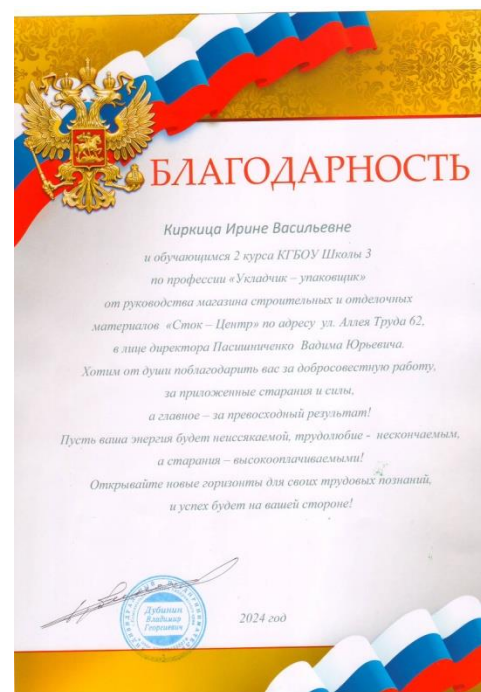 БЛАГОДАРНОСТЬ
Киркица Ирине Васильевне
и обучающимся 2 курса КГБОУ Школы 3
по профессии «Укладчик – упаковщик»
от руководства магазина строительных и отделочных
материалов «Сток – Центр» по адресу ул. Аллея Труда 62,
в лице директора Пасишниченко Вадима Юрьевича.
Хотим от души поблагодарить вас за добросовестную работу,
за приложенные старания и силы,
а главное – за превосходный результат!
Пусть ваша энергия будет неиссякаемой, трудолюбие - нескончаемым,
а старания – высокооплачиваемыми!
Открывайте новые горизонты для своих трудовых познаний,
и успех будет на вашей стороне!
Дубинин
Владимир
Георгиевич
2024 год